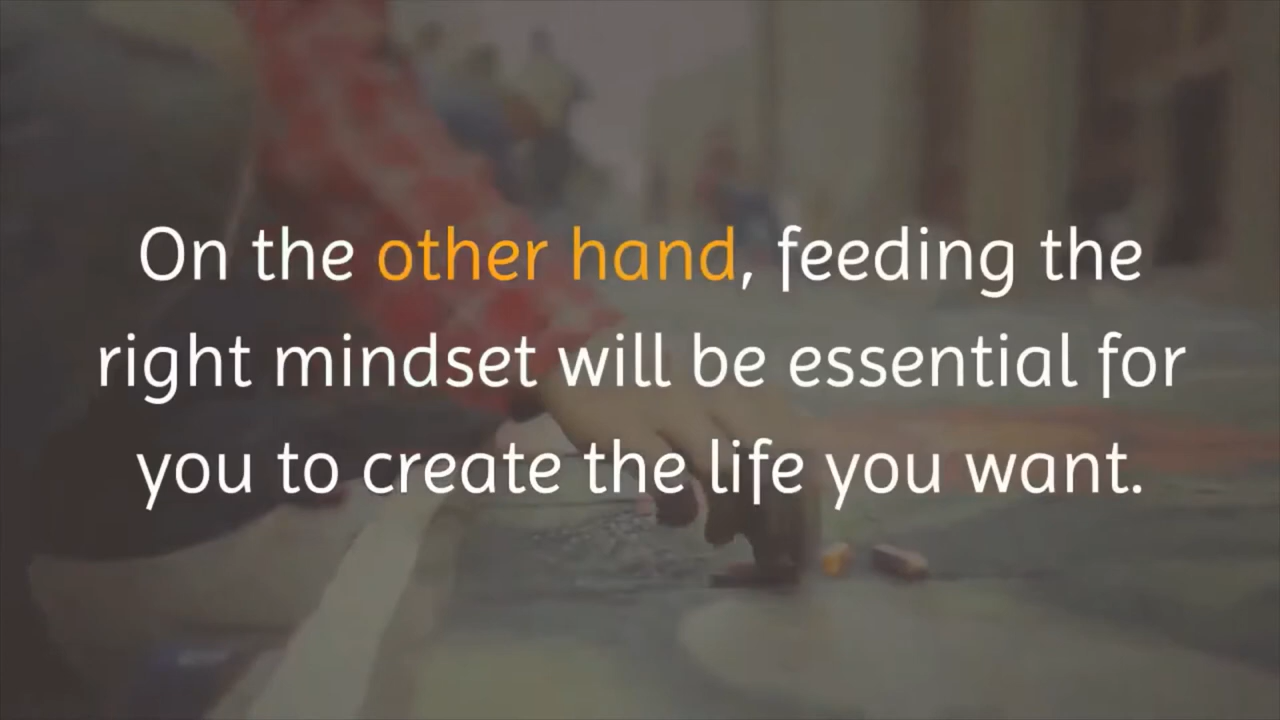 On the other hand, feeding the
right mindset will be essential for
you to create the life you want.